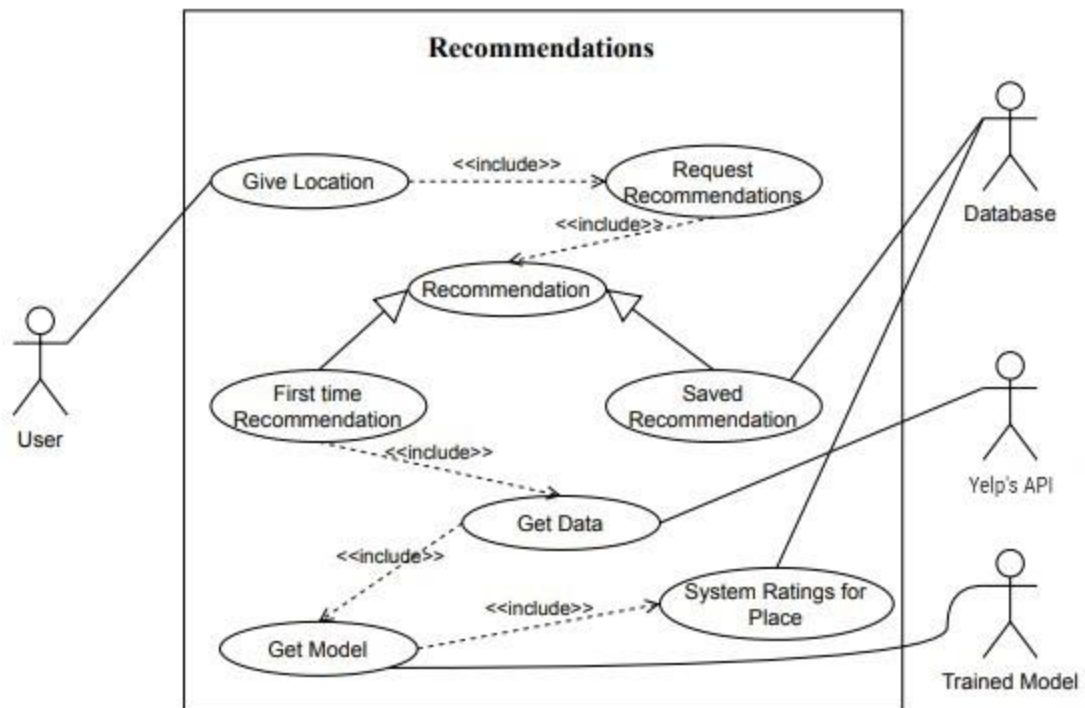 Recommendations
Give Location
<<include>>
Request
Recommendations
Database
<<include>>
Recommendation
User
First time
Recommendation
Saved
Recommendation
Yelp's API
<<include>>
Get Data
<<include>>
System Ratings for
Place
<<include>>
Get Model
Trained Model